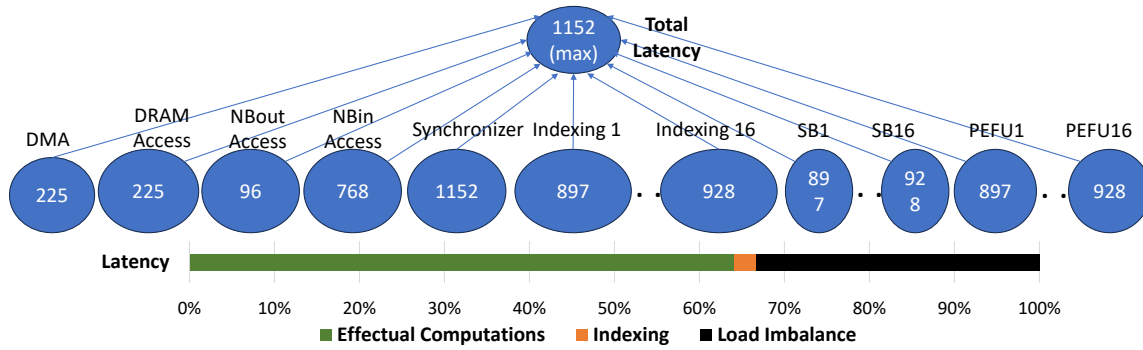 1152
(max)
Total
Latency
DMA
DRAM
Access
NBout
Access
NBin
Access
Synchronizer
Indexing 1
Indexing 16
SB1
SB16
PEFU1
PEFU16
225
225
96
768
1152
897
. .
928
89
7
. .
92
8
897
. .
928
Latency
0% 10% 20% 30% 40% 50% 60% 70% 80% 90% 100%
Effectual Computations Indexing Load Imbalance